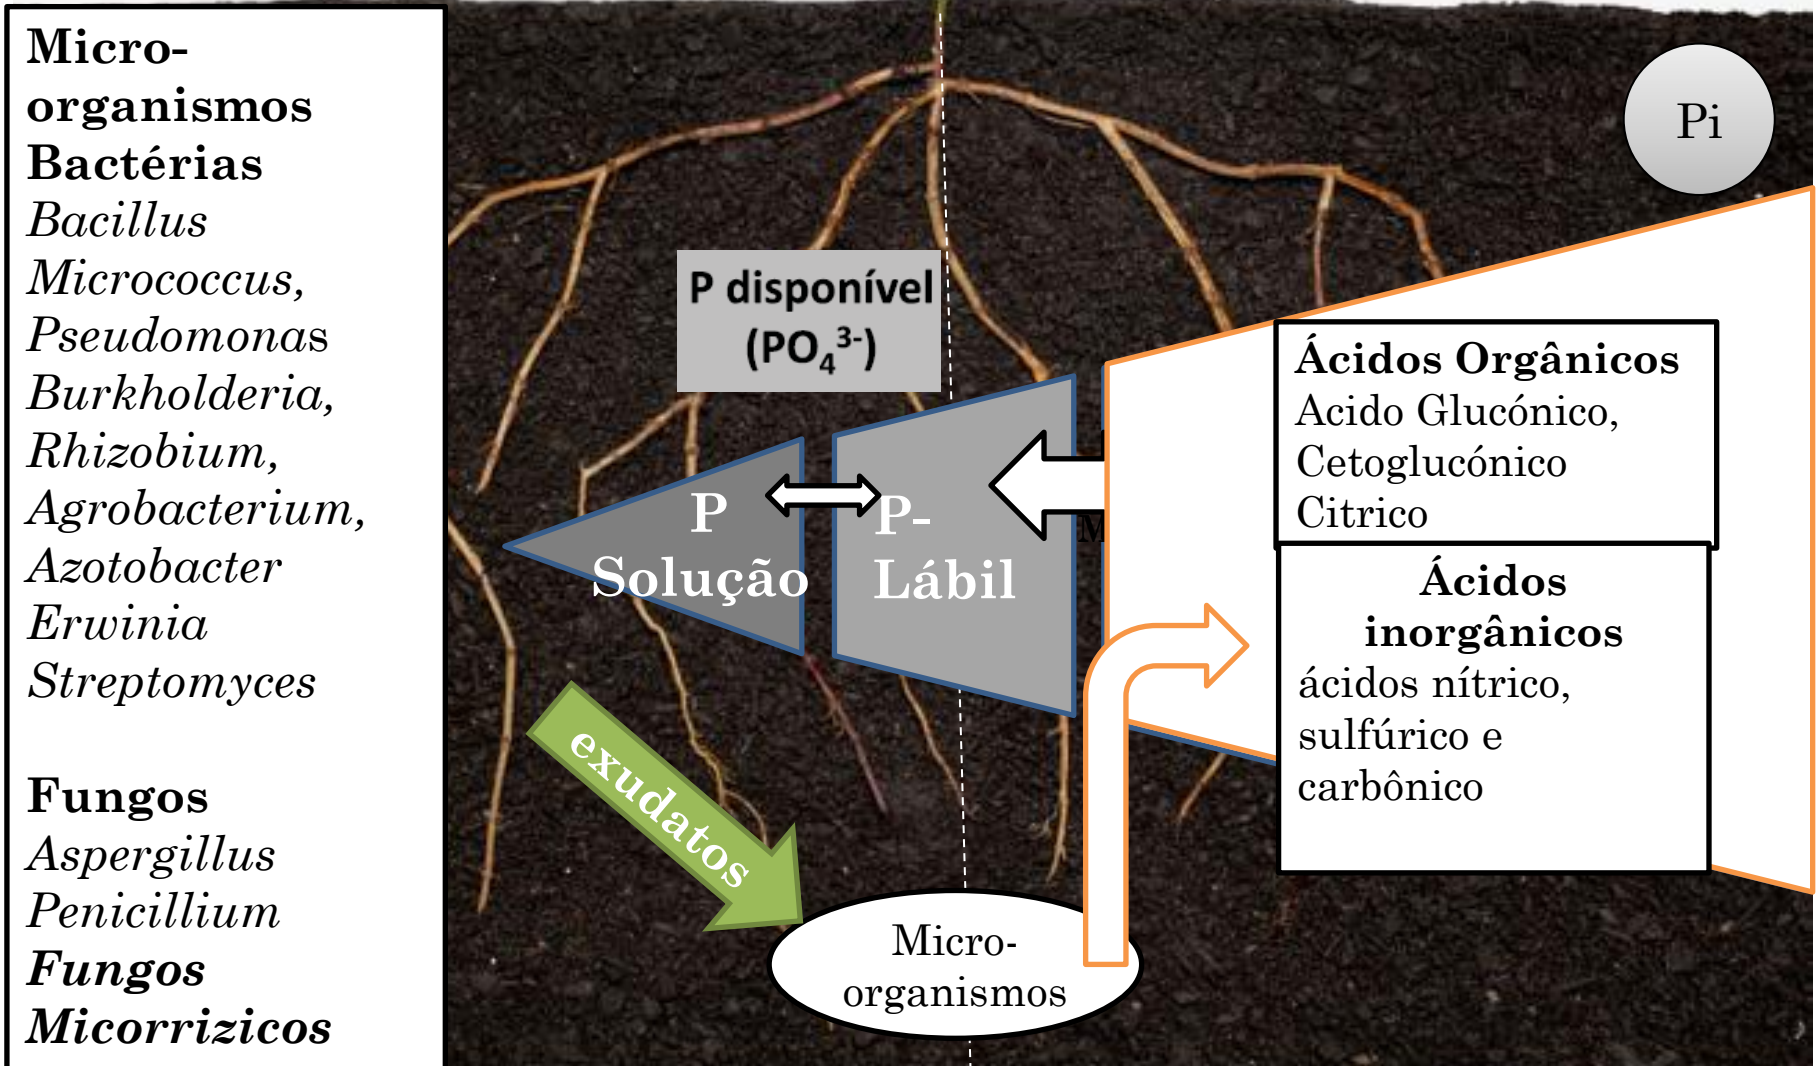 Micro-
organismos
Bactérias
Bacillus
Micrococcus,
Pseudomonas
Burkholderia,
Rhizobium,
Agrobacterium,
Azotobacter
Erwinia
Streptomyces
Fungos
Aspergillus
Penicillium
Fungos
Micorrizicos
Pi
P disponível
(PO₄³⁻)
P
Solução
P-
Lábil
Ácidos Orgânicos
Acido Glucónico,
Cetoglucónico
Citrico
Ácidos
inorgânicos
ácidos nítrico,
sulfúrico e
carbônico
exudatos
Micro-
organismos